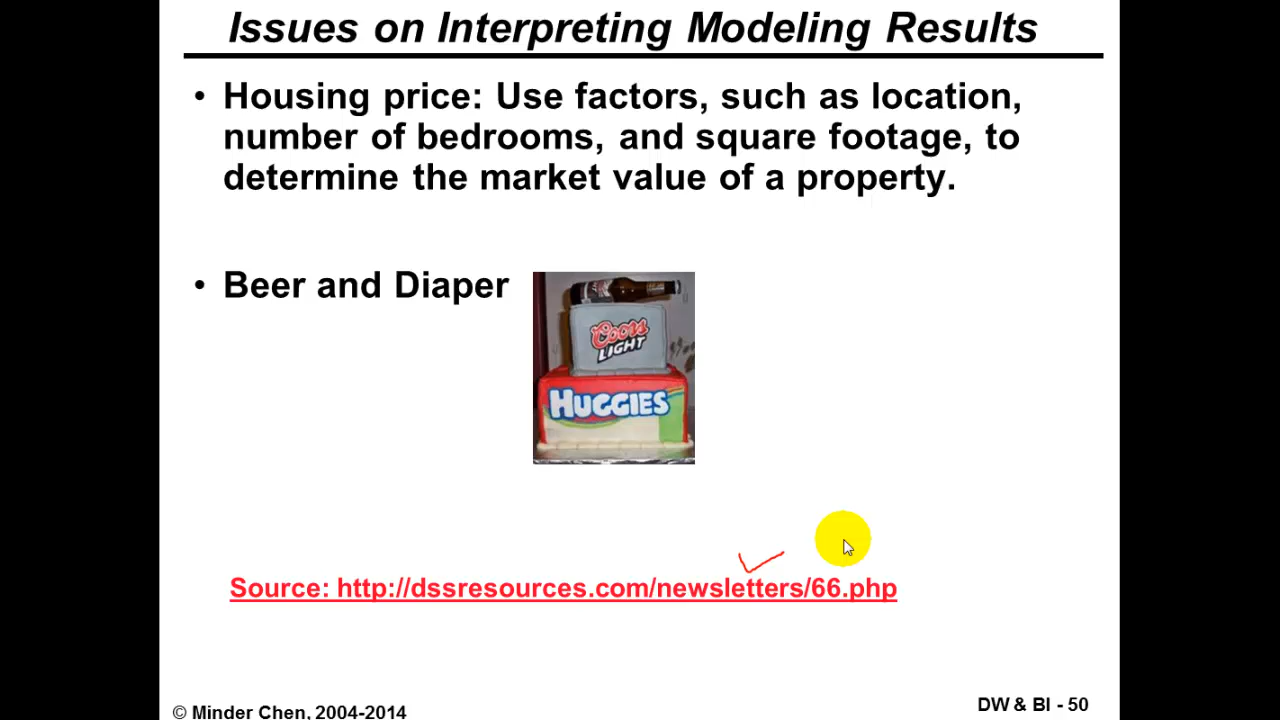 Issues on Interpreting Modeling Results
• Housing price: Use factors, such as location,
number of bedrooms, and square footage, to
determine the market value of a property.
• Beer and Diaper
Coors
LIGHT
HUGGIES
Source: http://dssresources.com/newsletters/66.php
© Minder Chen, 2004-2014
DW & BI - 50